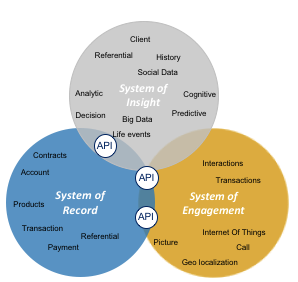 Client
Referential
History
Social Data
System of
Insight
Analytic
Cognitive
Predictive
Decision
Big Data
Life events
API
Contracts
Account
System of
Record
Products
Transaction
Referential
Payment
API
API
Interactions
Transactions
System of
Engagement
Internet Of Things
Picture
Call
Geo localization